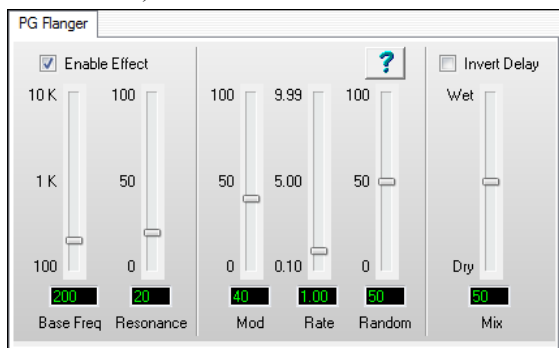 PG Flanger
Enable Effect
?
Invert Delay
10 K 100 100 9.99 100 Wet
1 K 50 50 5.00 50
100 0 0 0.10 0 Dry
200 20 40 1.00 50 50
Base Freq Resonance Mod Rate Random Mix